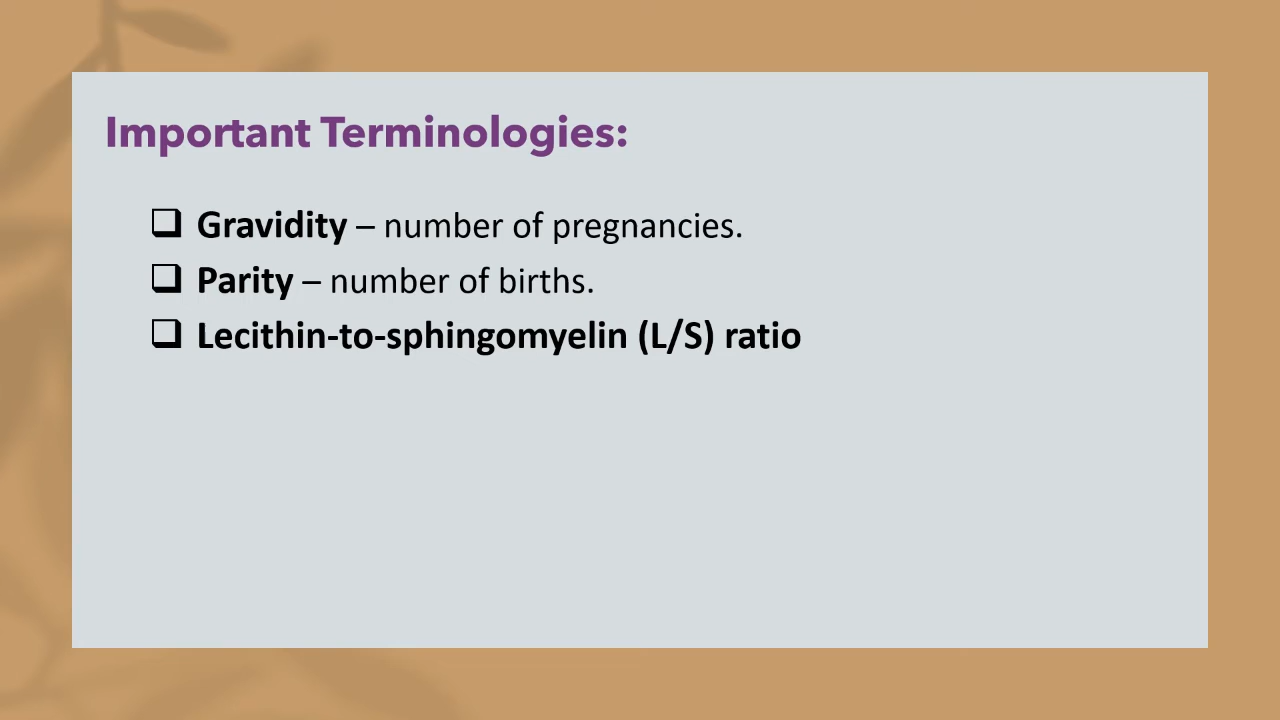 Important Terminologies:
❑ Gravidity – number of pregnancies.
❑ Parity – number of births.
❑ Lecithin-to-sphingomyelin (L/S) ratio